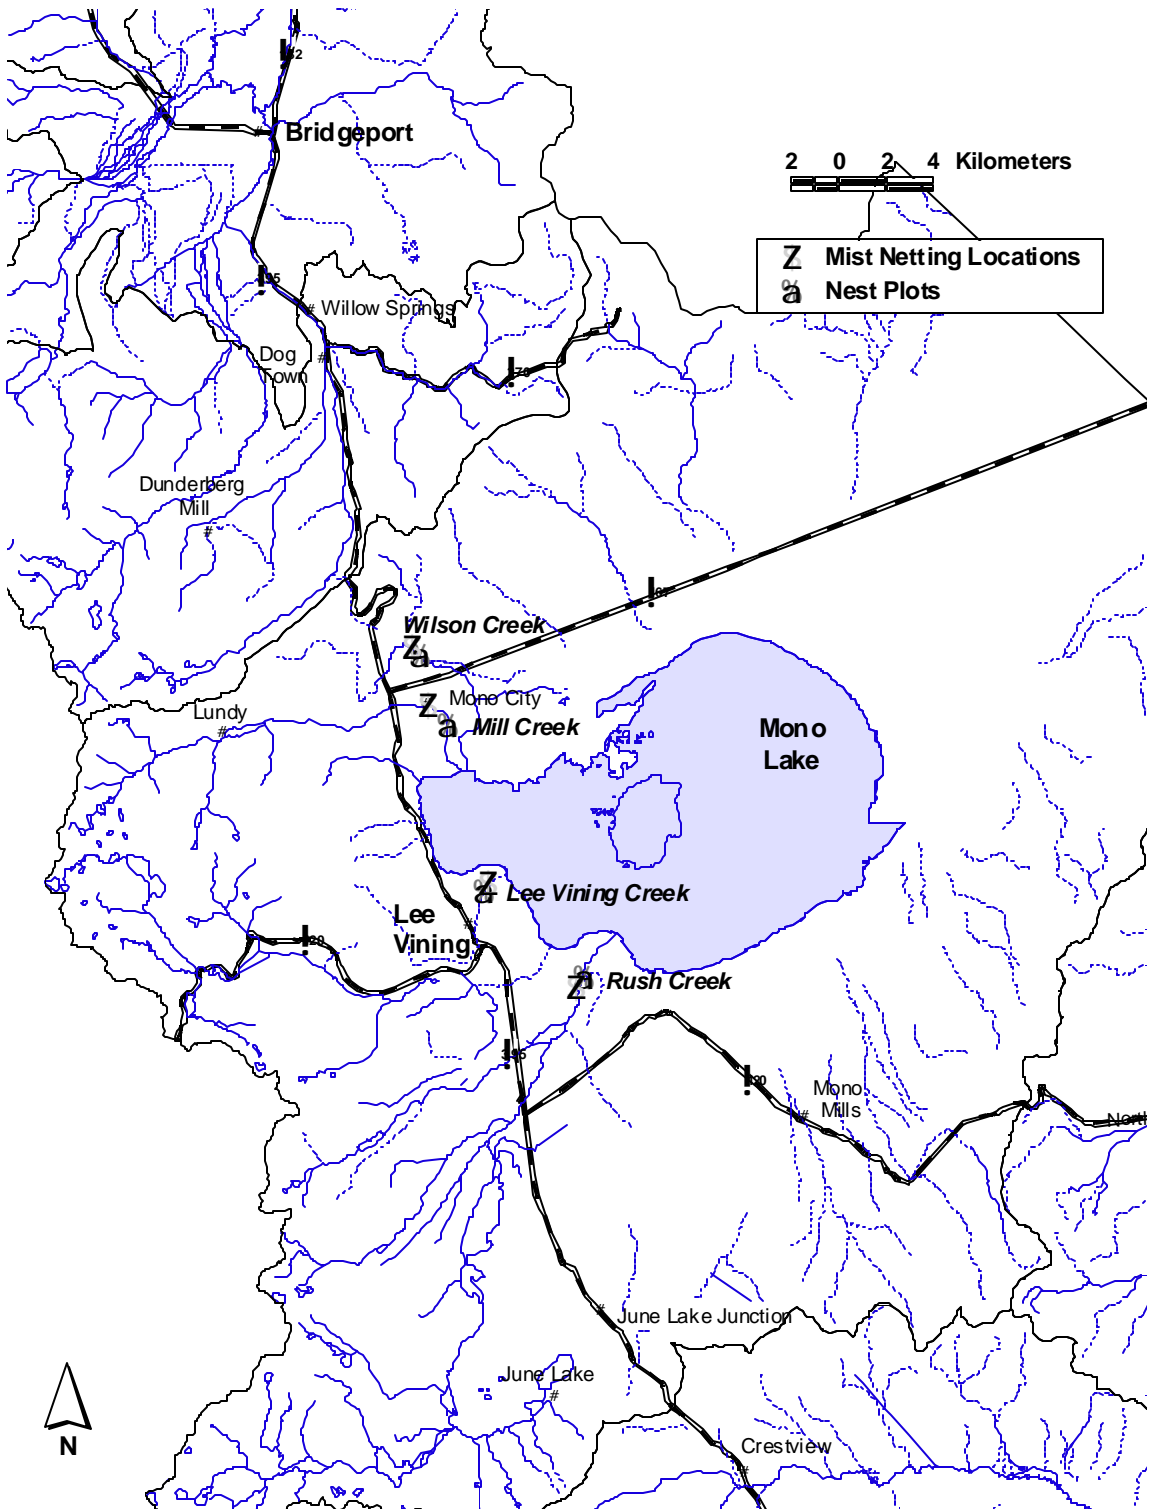 Bridgeport
2 0 2 4 Kilometers
Z Mist Netting Locations
a Nest Plots
# Willow Springs
Dog
Town
Dunderberg
Mill
#
Wilson Creek
Z
a
Mono City
Z
a Mill Creek
Lundy
#
Mono
Lake
Z
a Lee Vining Creek
Lee
Vining
Z
a Rush Creek
Mono
Mills
#
North
June Lake Junction
June Lake
#
N
Crestview
#